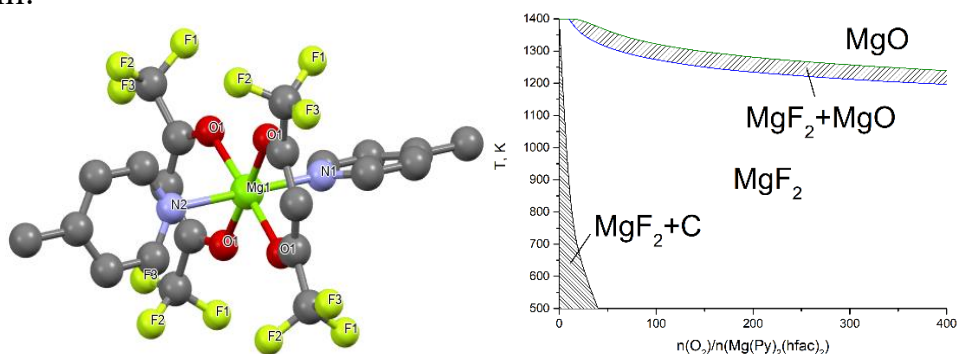 m.
F1
F2
F3
O1
F1
F2
F3
O1
N1
Mg1
N2
O1
O1
F3
F2
F1
F3
F2
F1
1400
1300
1200
1100
1000
900
800
700
600
500
T, K
MgO
MgF2+MgO
MgF2
MgF2+C
0
100
200
300
400
n(O2)/n(Mg(Py)2(hfac)2)